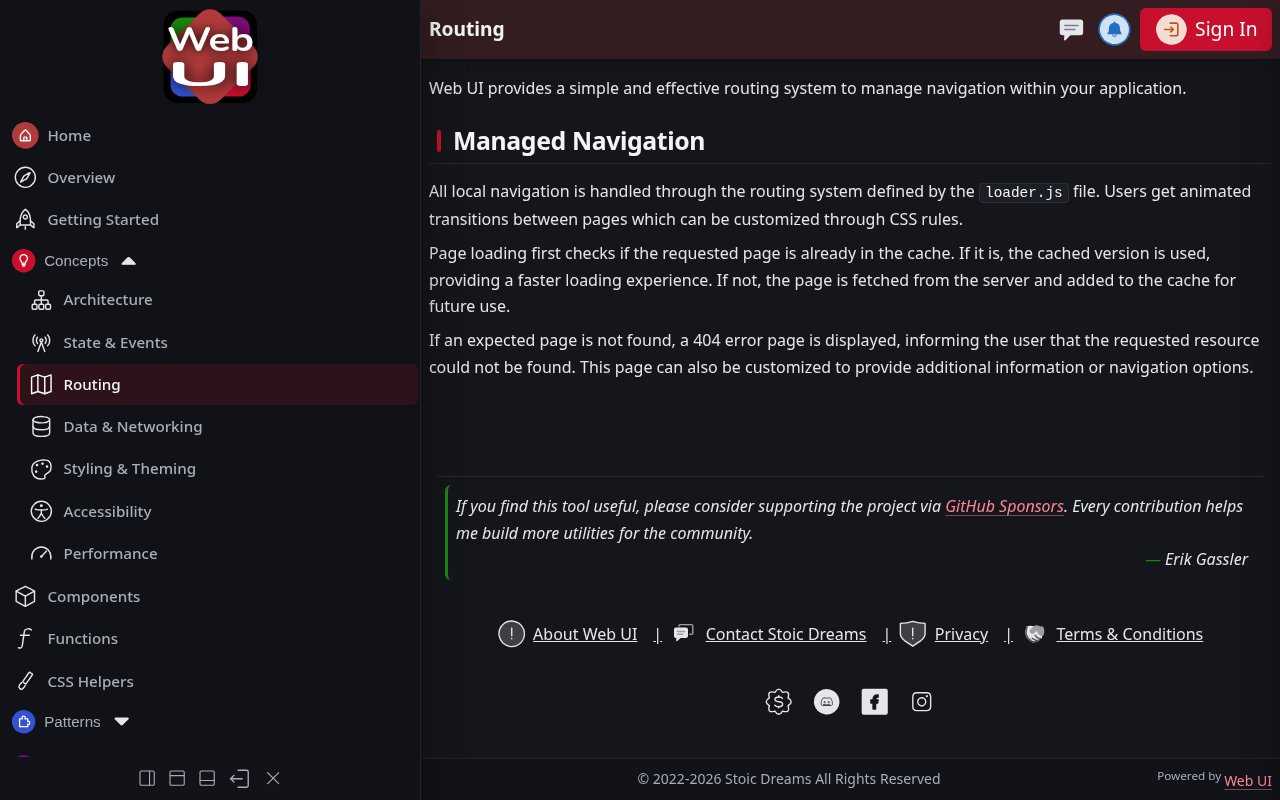 Web
UI
Home
Overview
Getting Started
Concepts
Architecture
State & Events
Routing
Data & Networking
Styling & Theming
Accessibility
Performance
Components
Functions
CSS Helpers
Patterns
Routing
Sign In
Web UI provides a simple and effective routing system to manage navigation within your application.
Managed Navigation
All local navigation is handled through the routing system defined by the loader.js file. Users get animated
transitions between pages which can be customized through CSS rules.
Page loading first checks if the requested page is already in the cache. If it is, the cached version is used,
providing a faster loading experience. If not, the page is fetched from the server and added to the cache for
future use.
If an expected page is not found, a 404 error page is displayed, informing the user that the requested resource
could not be found. This page can also be customized to provide additional information or navigation options.
If you find this tool useful, please consider supporting the project via GitHub Sponsors. Every contribution helps
me build more utilities for the community.
— Erik Gassler
About Web UI | Contact Stoic Dreams | Privacy | Terms & Conditions
© 2022-2026 Stoic Dreams All Rights Reserved
Powered by Web UI